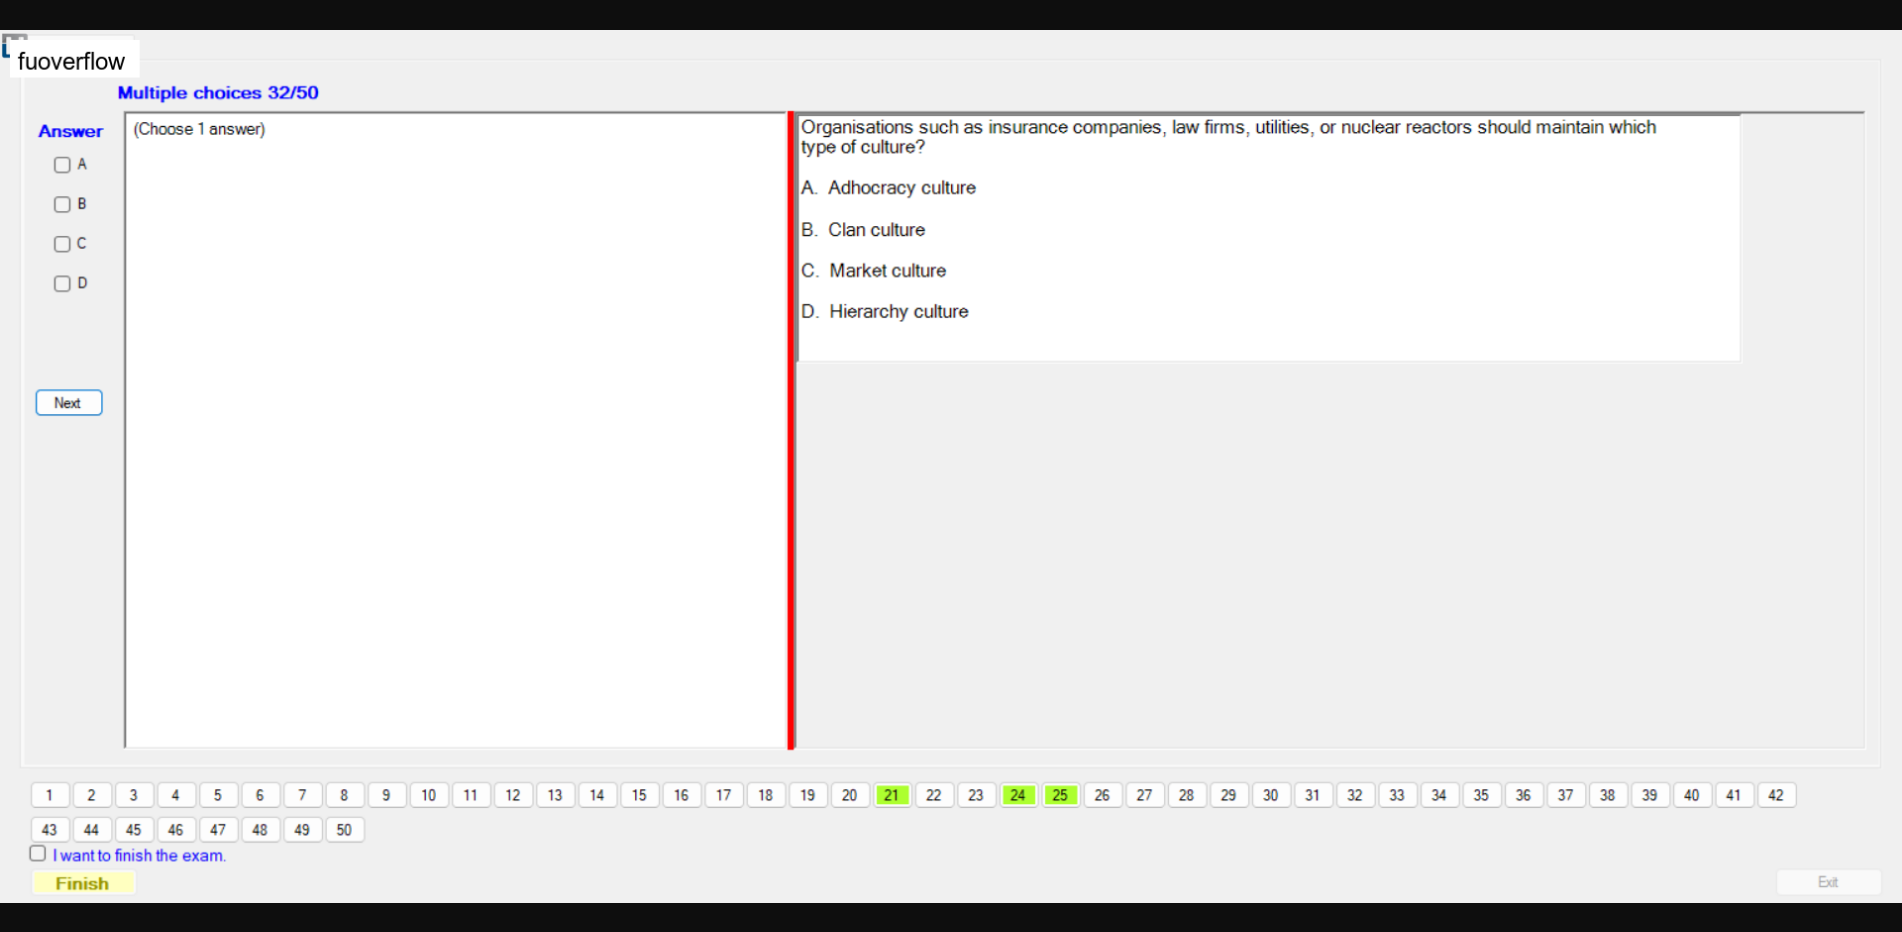 fuoverflow
Multiple choices 32/50
Answer
A
B
C
D
Next
(Choose 1 answer)
Organisations such as insurance companies, law firms, utilities, or nuclear reactors should maintain which
type of culture?
A. Adhocracy culture
B. Clan culture
C. Market culture
D. Hierarchy culture
1 2 3 4 5 6 7 8 9 10 11 12 13 14 15 16 17 18 19 20 21 22 23 24 25 26 27 28 29 30 31 32 33 34 35 36 37 38 39 40 41 42
43 44 45 46 47 48 49 50
I want to finish the exam.
Finish
Exit